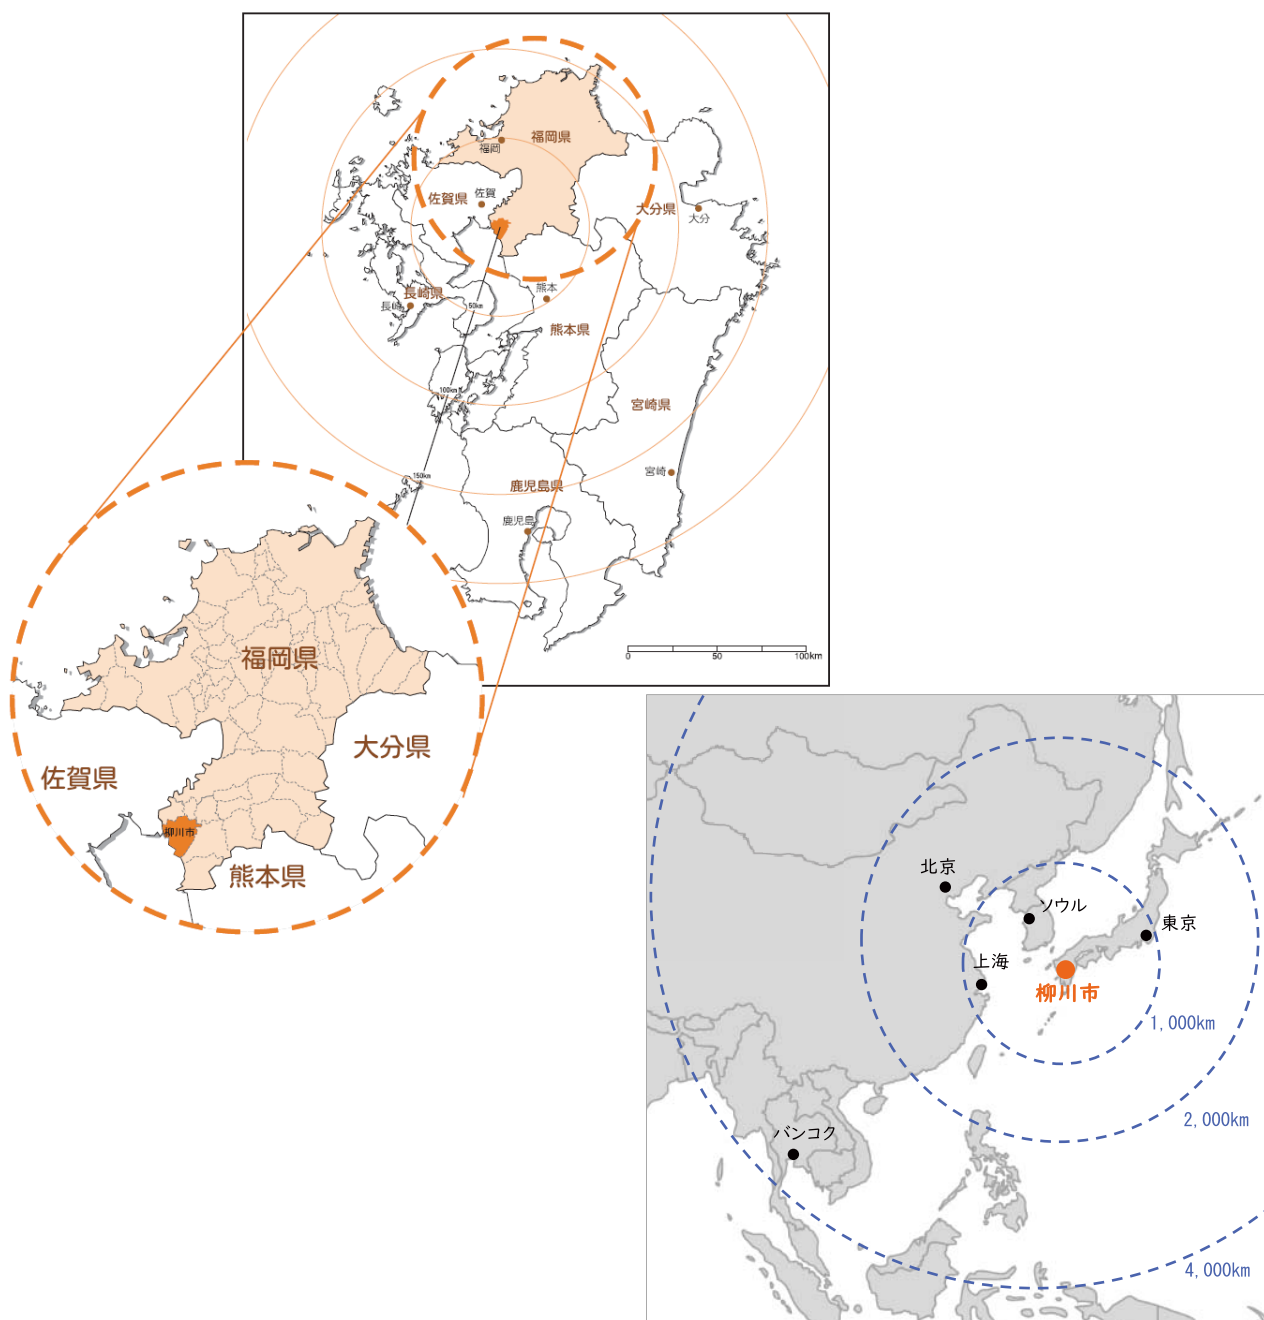 福岡県
福岡
佐賀県
佐賀
大分県
大分
長崎県
長崎
熊本
熊本県
50km
100km
150km
宮崎県
宮崎
鹿児島県
鹿児島
0
50
100km
福岡県
大分県
佐賀県
柳川市
熊本県
北京
ソウル
東京
上海
柳川市
1,000km
2,000km
バンコク
4,000km